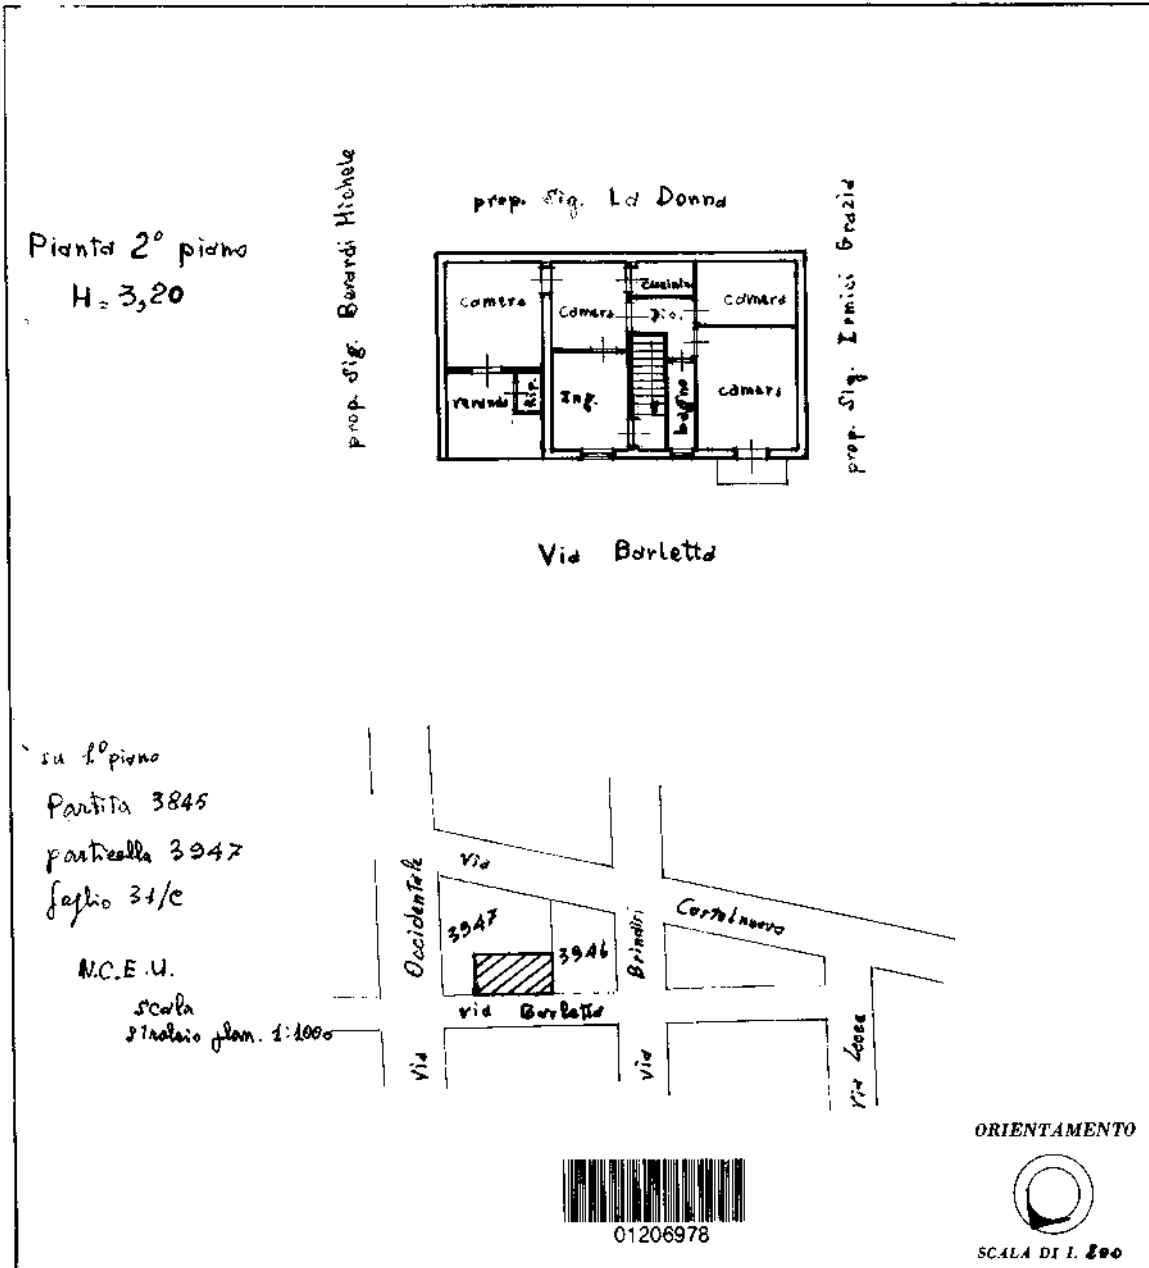 Pianta 2° piano
H = 3,20
prop. Sig. Berardi Michele
prop. Sig. La Donna
prop. Sig. Grazia
camera
camera
cucinino
Dis.
camera
veranda
Rip.
Ing.
bagno
camera
Via Barletta
su 1° piano
Partita 3845
particella 3947
foglio 31/c
N.C.E.U.
scala
stralcio plan. 1:1000
Via
Occidentale
3947
3946
Brindisi
Castelnuovo
via Barletta
Via
Via
Via Lecce
01206978
ORIENTAMENTO
SCALA DI 1. 200